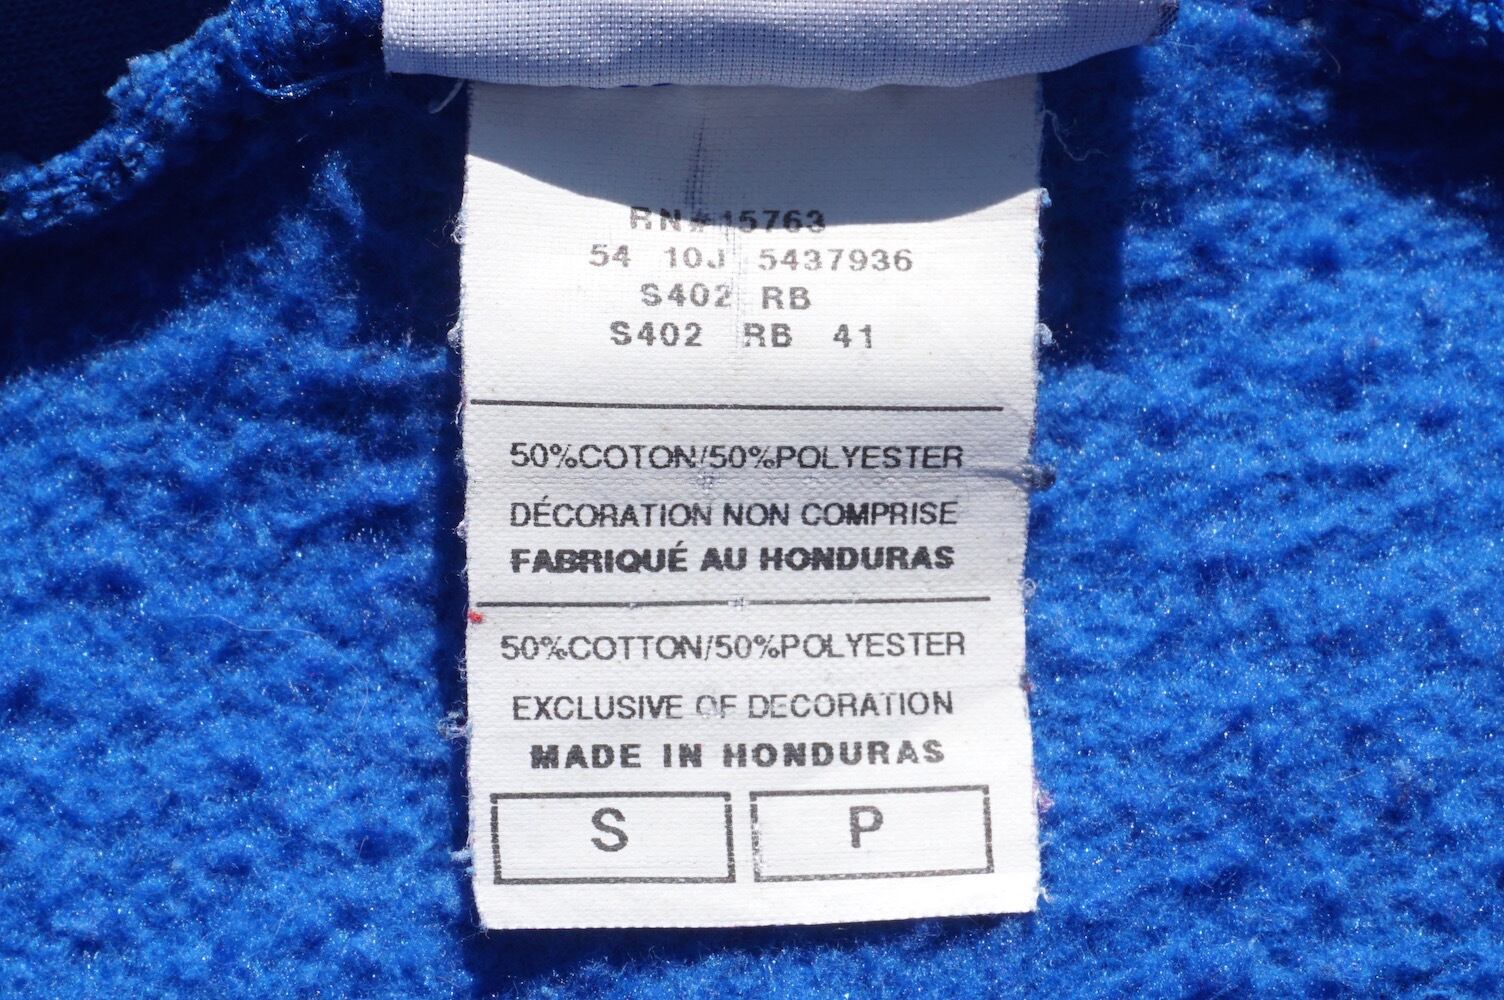 RN# 15763
54 10J 5437936
S402 RB
S402 RB 41
50%COTON/50%POLYESTER
DÉCORATION NON COMPRISE
FABRIQUÉ AU HONDURAS
50%COTTON/50%POLYESTER
EXCLUSIVE OF DECORATION
MADE IN HONDURAS
S P